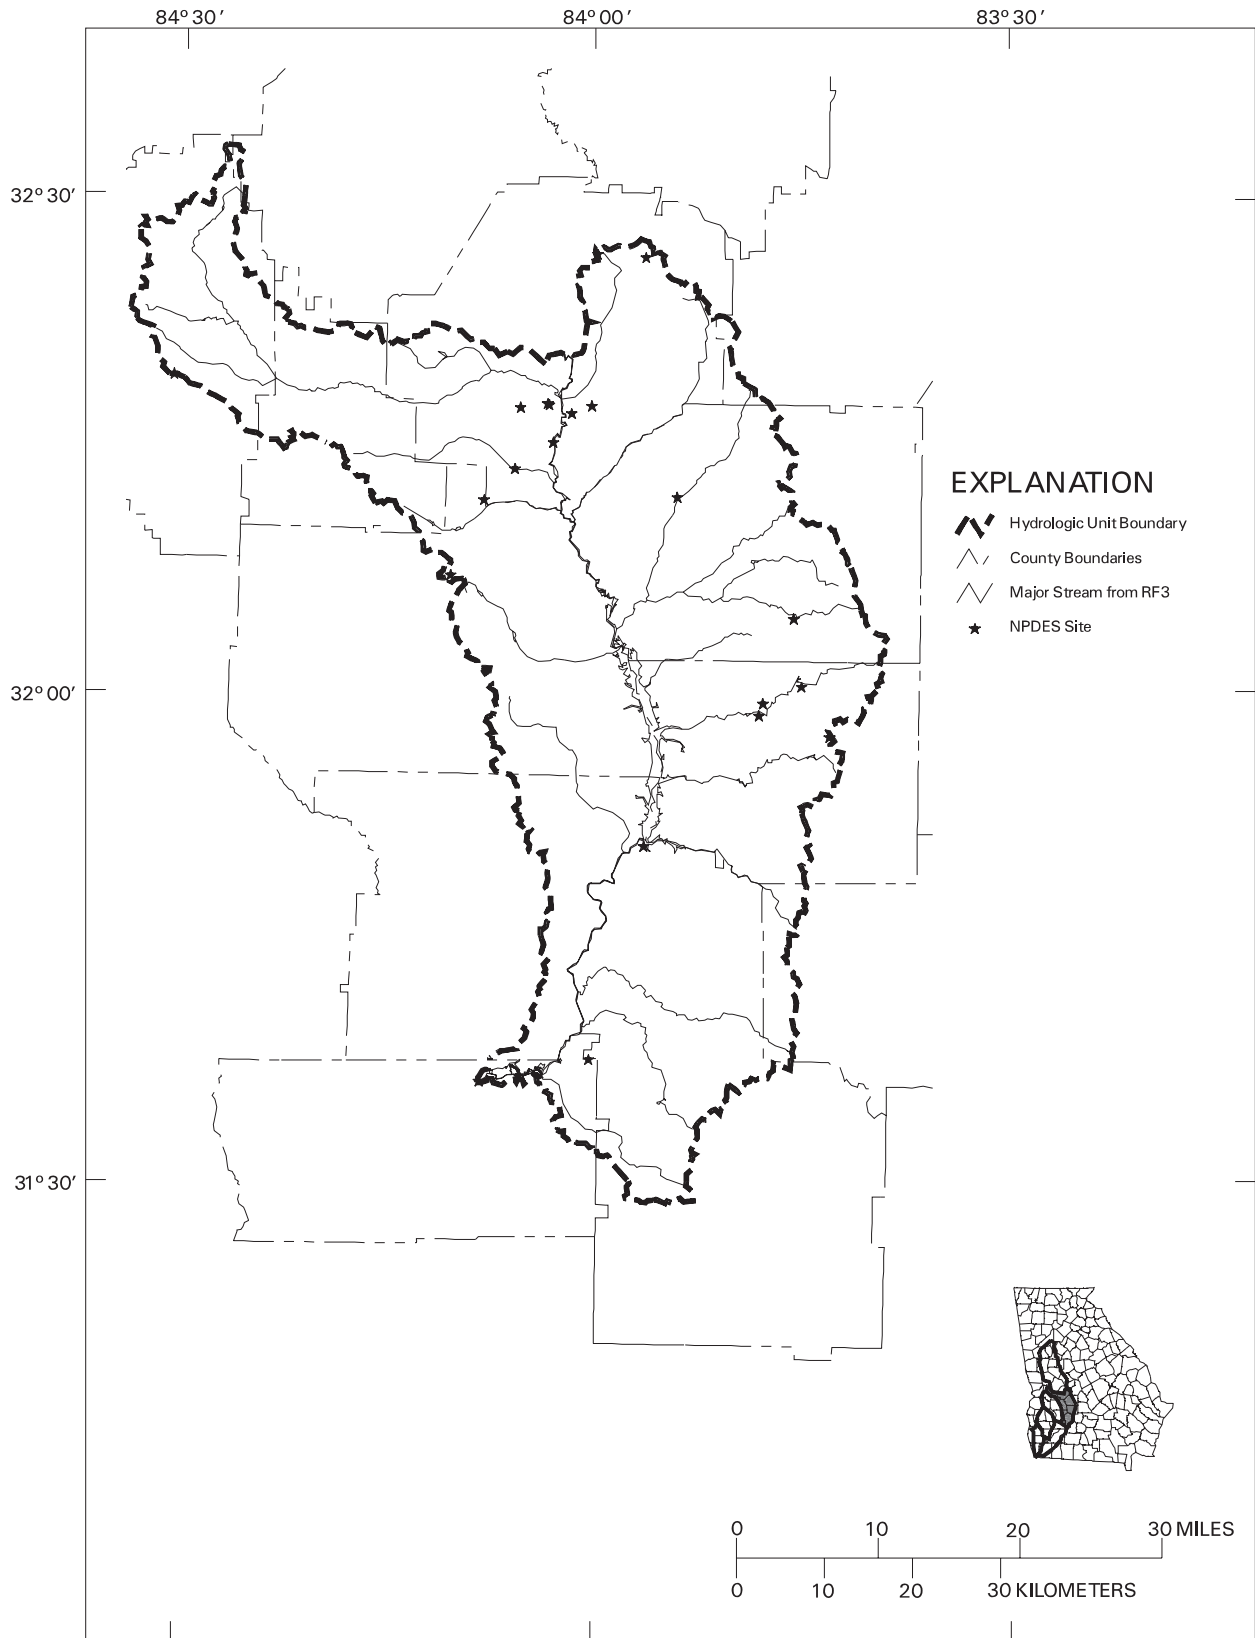 84° 30′ 84° 00′ 83° 30′
32° 30′
EXPLANATION
Hydrologic Unit Boundary
County Boundaries
Major Stream from RF3
NPDES Site
32° 00′
31° 30′
0 10 20 30 MILES
0 10 20 30 KILOMETERS